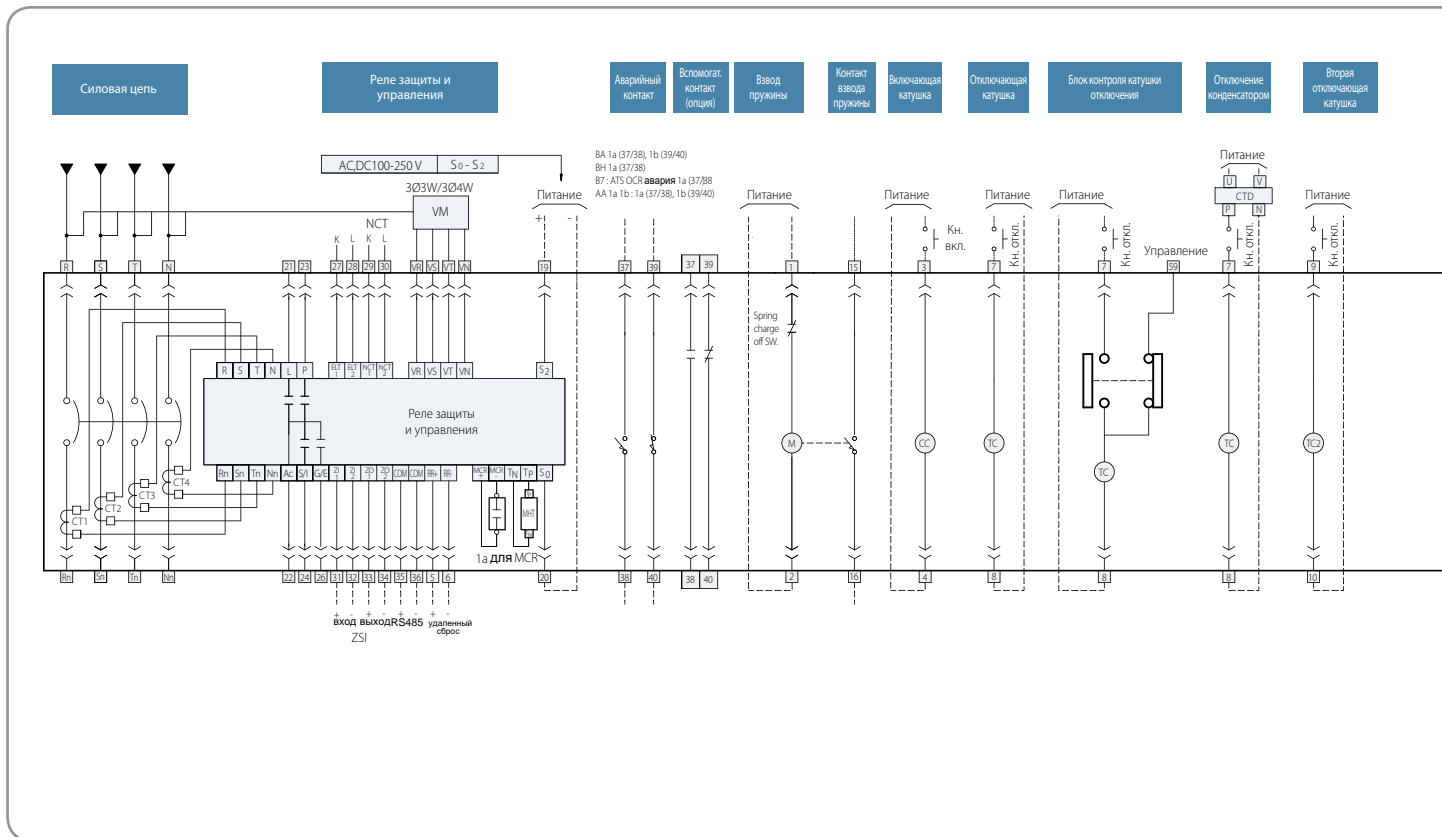 Силовая цепь
Реле защиты и
управления
Аварийный
контакт
Вспомогат.
контакт
(опция)
Взвод
пружины
Контакт
взвода
пружины
Включающая
катушка
Отключающая
катушка
Блок контроля катушки
отключения
Отключение
конденсатором
Вторая
отключающая
катушка
AC,DC100-250 V S0 - S2
BA 1a (37/38), 1b (39/40)
BH 1a (37/38)
B7 : ATS OCR авария 1a (37/38
AA 1a 1b : 1a (37/38), 1b (39/40)
3Ø3W/3Ø4W
VM
NCT
K L K L
Питание
+ -
Питание
Питание
Питание
Питание
Питание
U V
CTD
P N
Питание
Кн.
вкл.
Кн. откл.
Кн. откл.
Управление
Кн. откл.
Кн. откл.
R S T N 21 23 27 28 29 30 VR VS VT VN 19 37 39 37 39 1 15 3 7 7 59 7 9
Spring
charge
off SW.
R S T N L P ELT 1 ELT 2 NCT 1 NCT 2 VR VS VT VN S2
Реле защиты
и управления
M CC TC TC TC TC2
Rn Sn Tn Nn Ac S/I G/E ZI 1 ZI 2 ZO 1 ZO 2 COM COM RR+ RR- MCR + MCR - TN TP S0
CT1 CT2 CT3 CT4
MHT
1a для MCR
Rn Sn Tn Nn 22 24 26 31 32 33 34 35 36 5 6 20 38 40 38 40 2 16 4 8 8 8 10
+ - + - + - + -
вход выход RS485 удаленный
сброс
ZSI